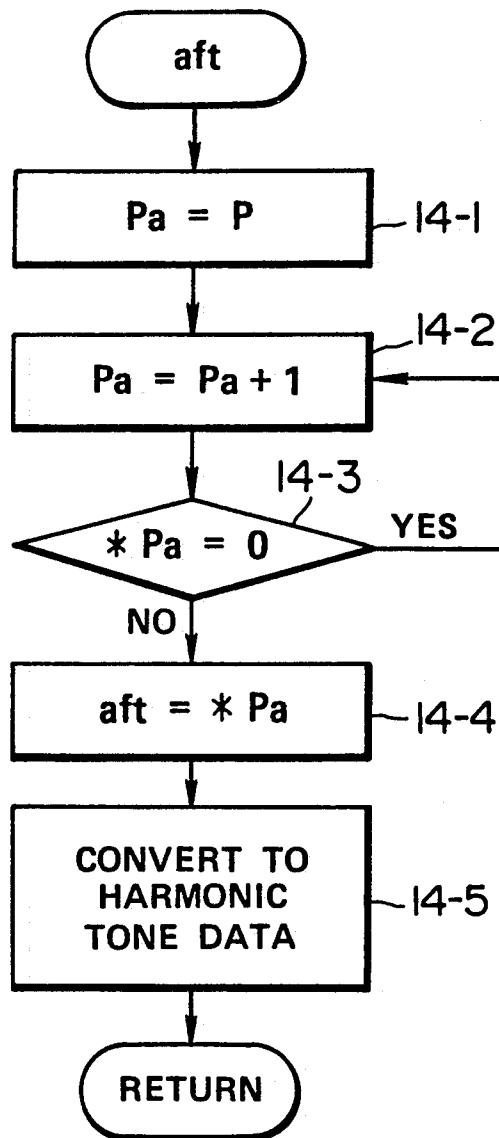 aft
Pa = P
14-1
14-2
Pa = Pa + 1
14-3
* Pa = 0
YES
NO
aft = * Pa
14-4
CONVERT TO
HARMONIC
TONE DATA
14-5
RETURN